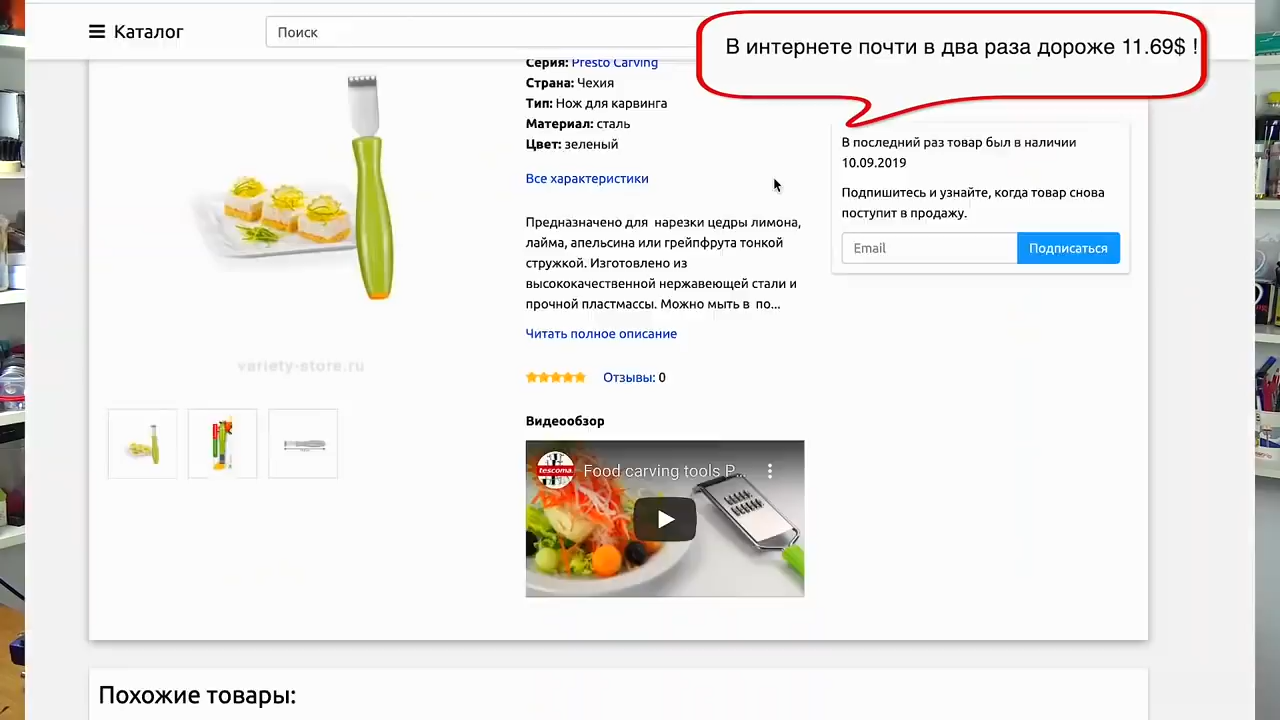 Каталог
Поиск
В интернете почти в два раза дороже 11.69$ !
Серия: Presto Carving
Страна: Чехия
Тип: Нож для карвинга
Материал: сталь
Цвет: зеленый
Все характеристики
Предназначено для нарезки цедры лимона,
лайма, апельсина или грейпфрута тонкой
стружкой. Изготовлено из
высококачественной нержавеющей стали и
прочной пластмассы. Можно мыть в по...
Читать полное описание
Отзывы: 0
Видеообзор
tescoma
Food carving tools P...
В последний раз товар был в наличии
10.09.2019
Подпишитесь и узнайте, когда товар снова
поступит в продажу.
Email
Подписаться
variety-store.ru
Похожие товары: